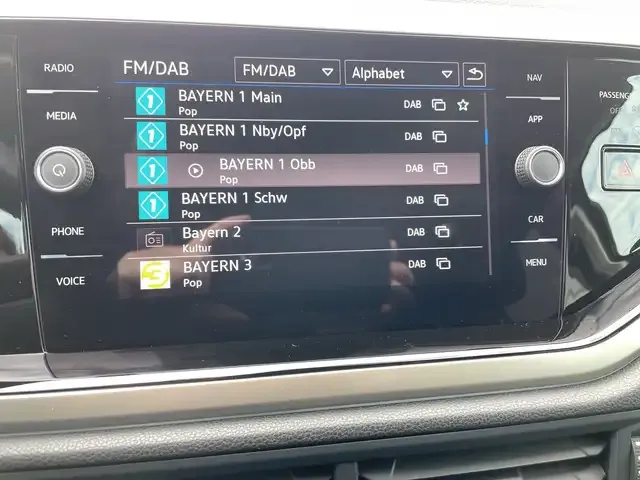 RADIO
MEDIA
PHONE
VOICE
FM/DAB
FM/DAB
Alphabet
BAYERN 1 Main
Pop
DAB
BAYERN 1 Nby/Opf
Pop
DAB
BAYERN 1 Obb
Pop
DAB
BAYERN 1 Schw
Pop
DAB
Bayern 2
Kultur
DAB
BAYERN 3
Pop
DAB
NAV
APP
CAR
MENU